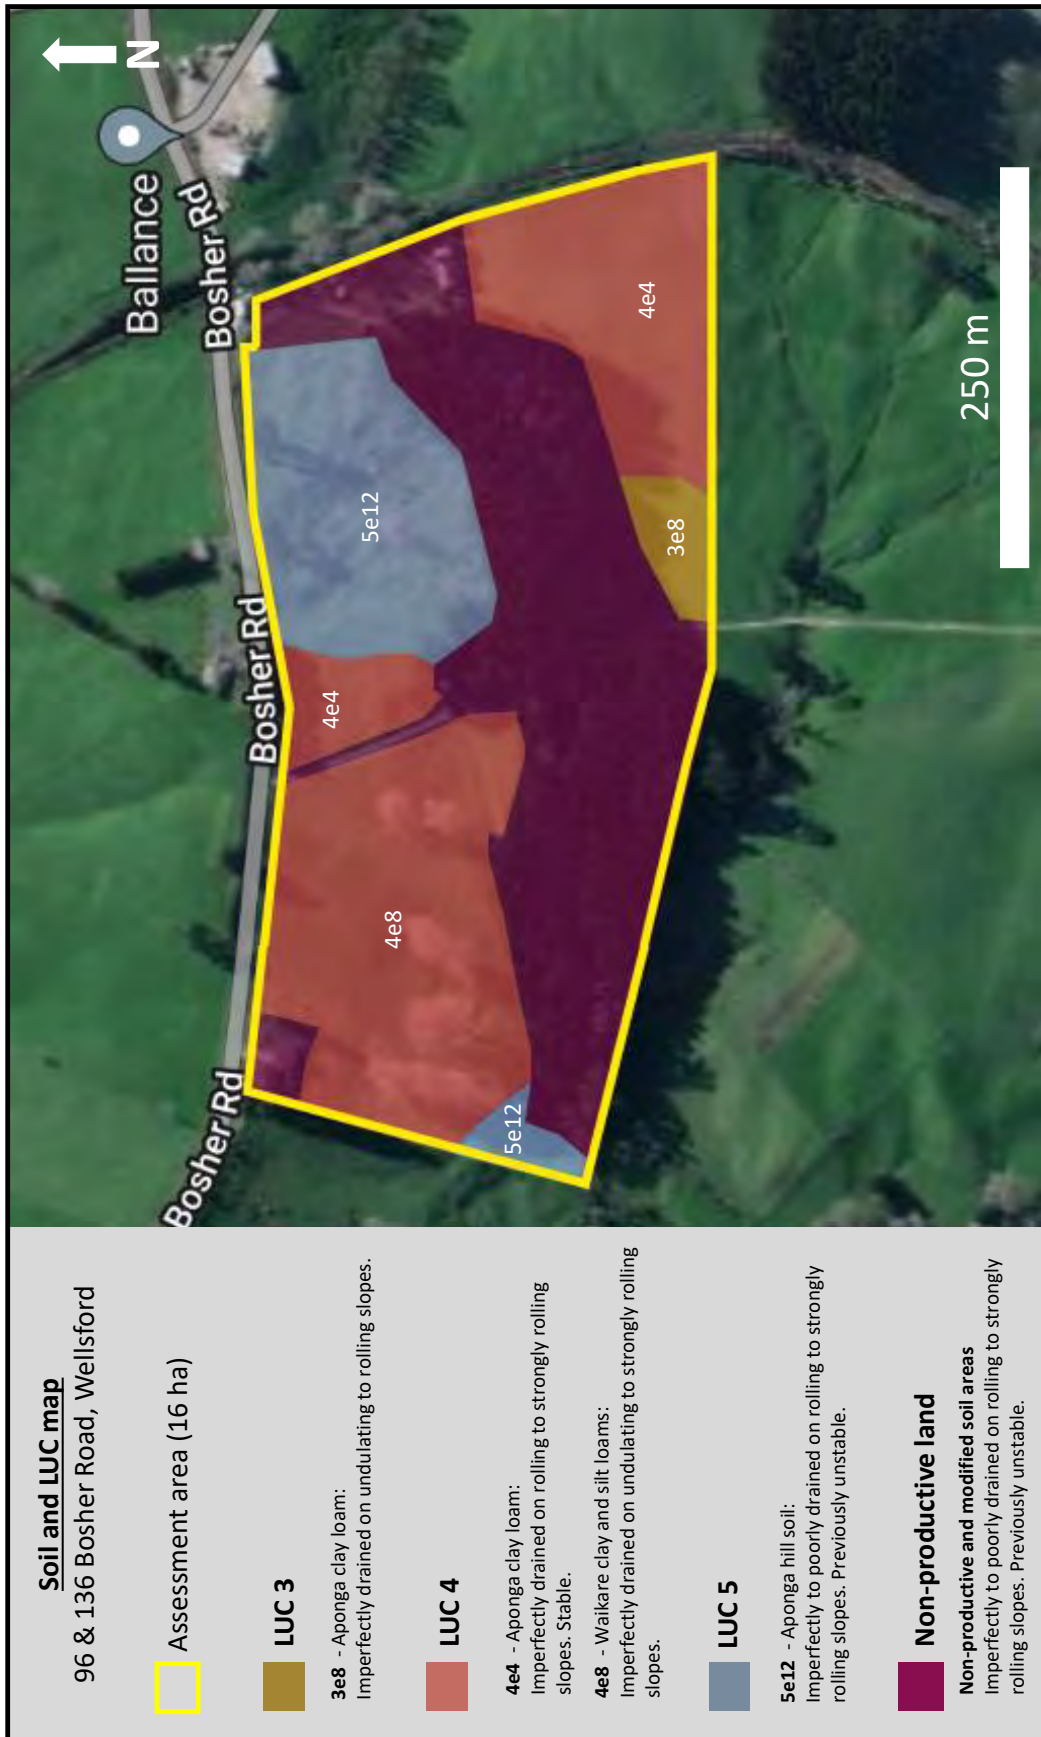 Soil and LUC map
96 & 136 Bosher Road, Wellsford
Assessment area (16 ha)
LUC 3
3e8 - Aponga clay loam:
Imperfectly drained on undulating to rolling slopes.
LUC 4
4e4 - Aponga clay loam:
Imperfectly drained on rolling to strongly rolling
slopes. Stable.
4e8 - Waikare clay and silt loams:
Imperfectly drained on undulating to strongly rolling
slopes.
LUC 5
5e12 - Aponga hill soil:
Imperfectly to poorly drained on rolling to strongly
rolling slopes. Previously unstable.
Non-productive land
Non-productive and modified soil areas
Imperfectly to poorly drained on rolling to strongly
rolling slopes. Previously unstable.
Bosher Rd
Bosher Rd
Bosher Rd
Ballance
N
5e12
4e8
4e4
5e12
3e8
4e4
250 m